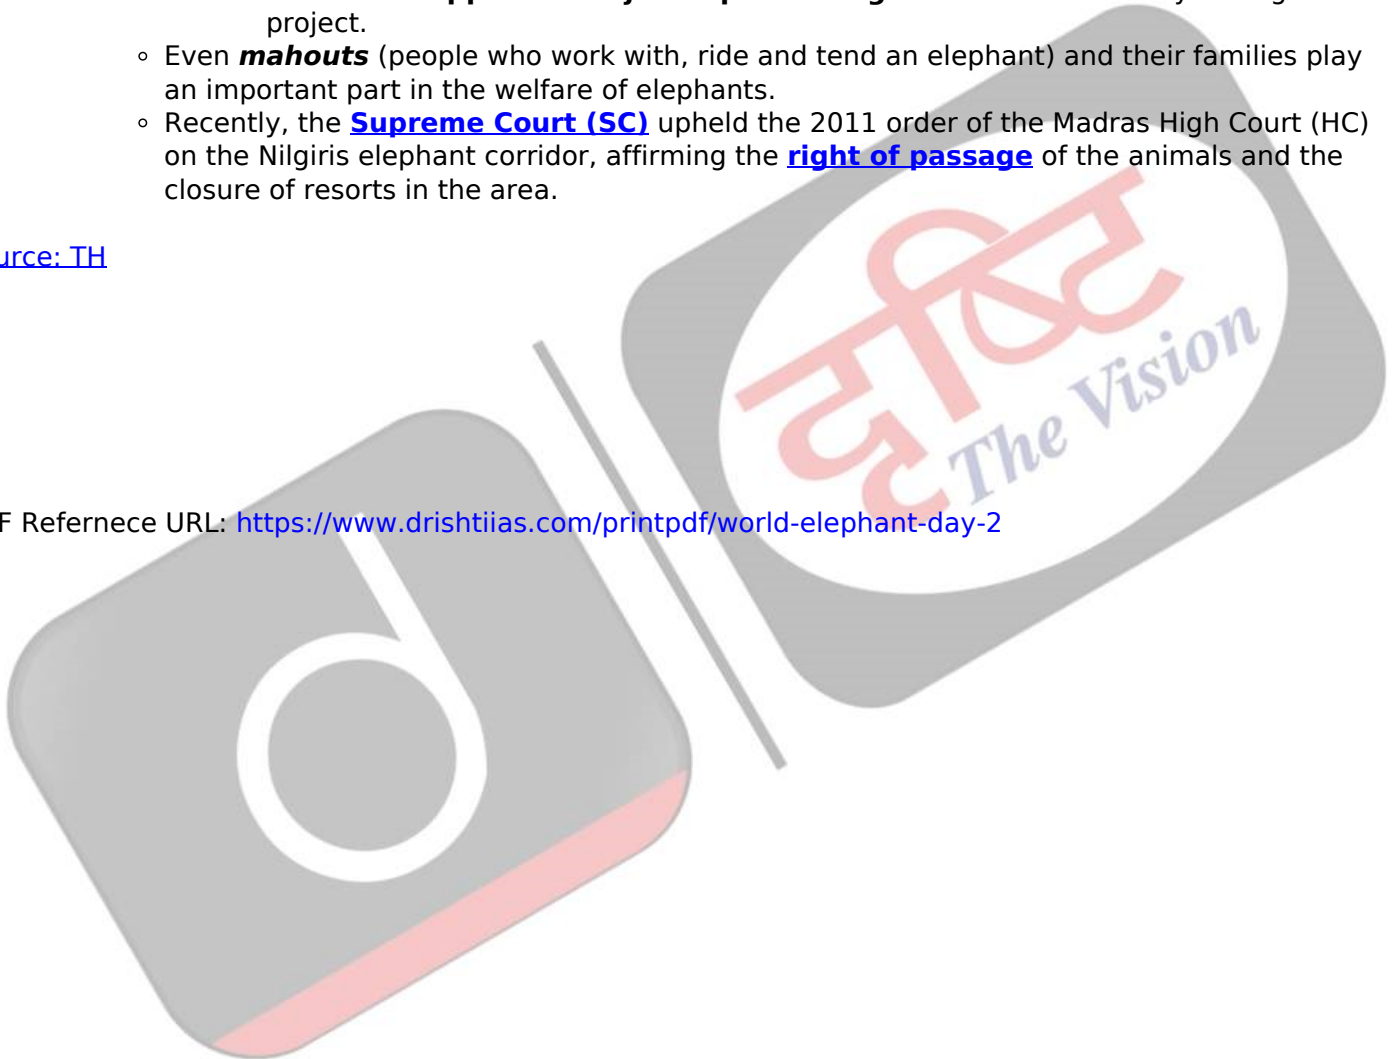 project.
Even mahouts (people who work with, ride and tend an elephant) and their families play
an important part in the welfare of elephants.
Recently, the Supreme Court (SC) upheld the 2011 order of the Madras High Court (HC)
on the Nilgiris elephant corridor, affirming the right of passage of the animals and the
closure of resorts in the area.
urce: TH
दृष्टि
The Vision
F Refernece URL: https://www.drishtiias.com/printpdf/world-elephant-day-2
d